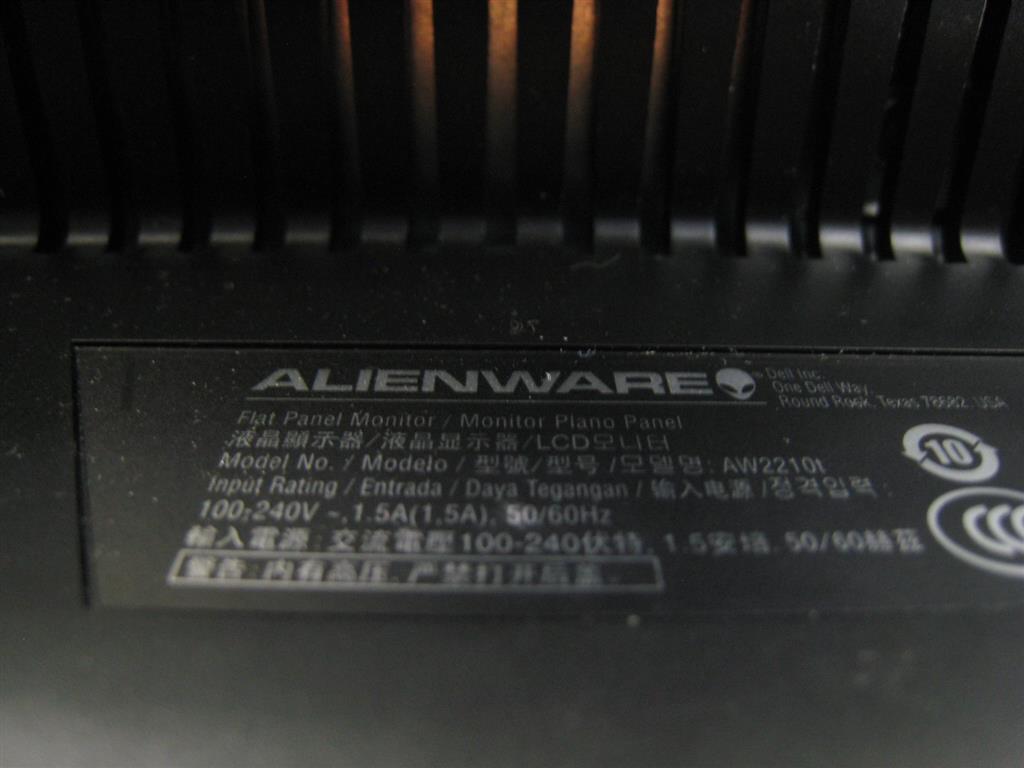 ALIENWARE
Dell Inc.
One Dell Way,
Round Rock, Texas 78682 USA
Flat Panel Monitor / Monitor Plano Panel
液晶顯示器/液晶显示器/LCD모니터
Model No. / Modelo / 型號/型号 /모델명: AW2210t
Input Rating / Entrada / Daya Tegangan / 输入电源 /정격입력 :
100-240V ~, 1.5A(1.5A), 50/60Hz
輸入電源: 交流電壓100-240伏特, 1.5安培, 50/60赫茲
警告: 内有高压, 严禁打开后盖.
10